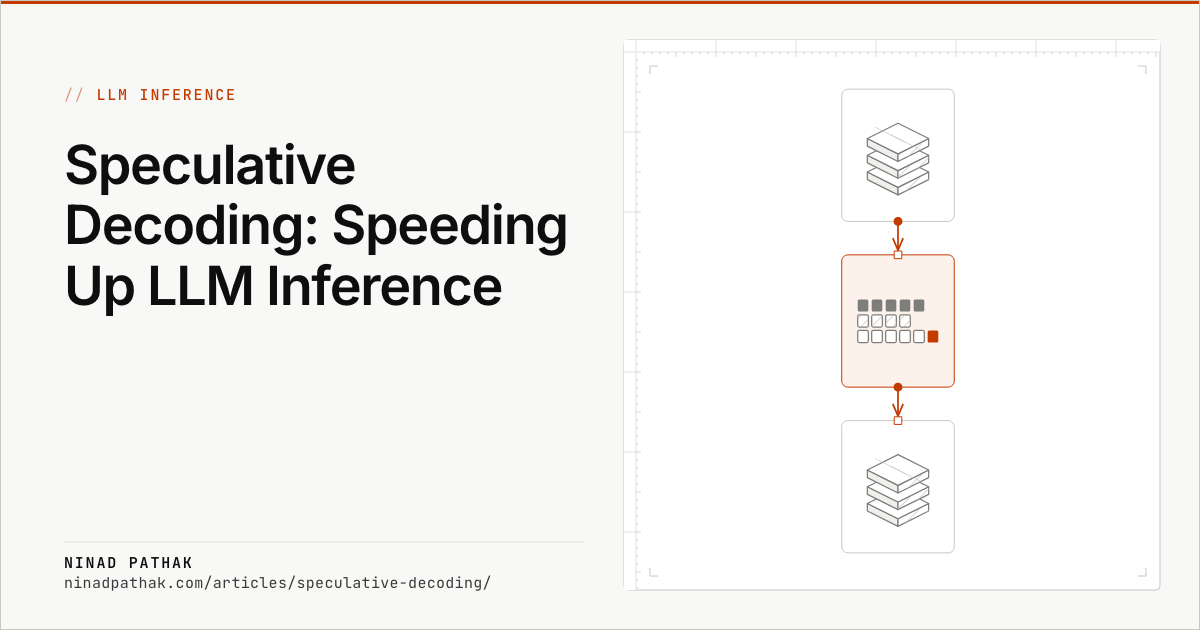 // LLM INFERENCE
Speculative
Decoding: Speeding
Up LLM Inference
NINAD PATHAK
ninadpathak.com/articles/speculative-decoding/